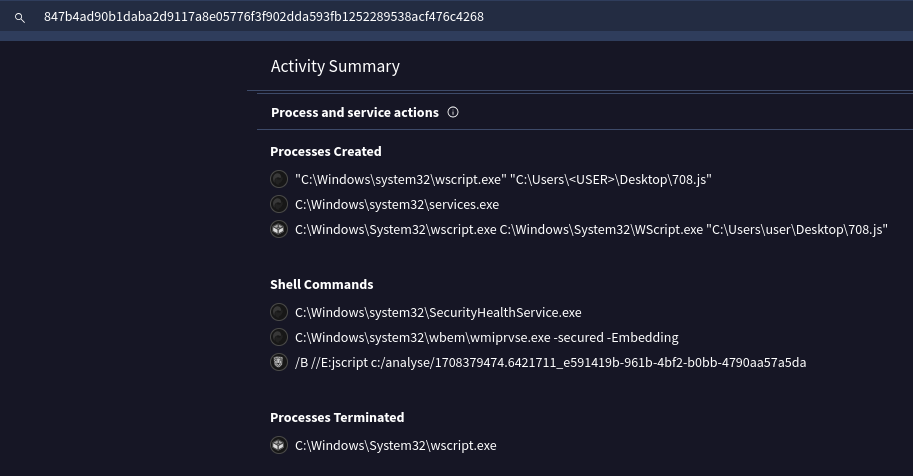 847b4ad90b1daba2d9117a8e05776f3f902dda593fb1252289538acf476c4268
Activity Summary
Process and service actions
Processes Created
"C:\Windows\system32\wscript.exe" "C:\Users\<USER>\Desktop\708.js"
C:\Windows\system32\services.exe
C:\Windows\System32\wscript.exe C:\Windows\System32\WScript.exe "C:\Users\user\Desktop\708.js"
Shell Commands
C:\Windows\system32\SecurityHealthService.exe
C:\Windows\system32\wbem\wmiprvse.exe -secured -Embedding
/B //E:jscript c:/analyse/1708379474.6421711_e591419b-961b-4bf2-b0bb-4790aa57a5da
Processes Terminated
C:\Windows\System32\wscript.exe